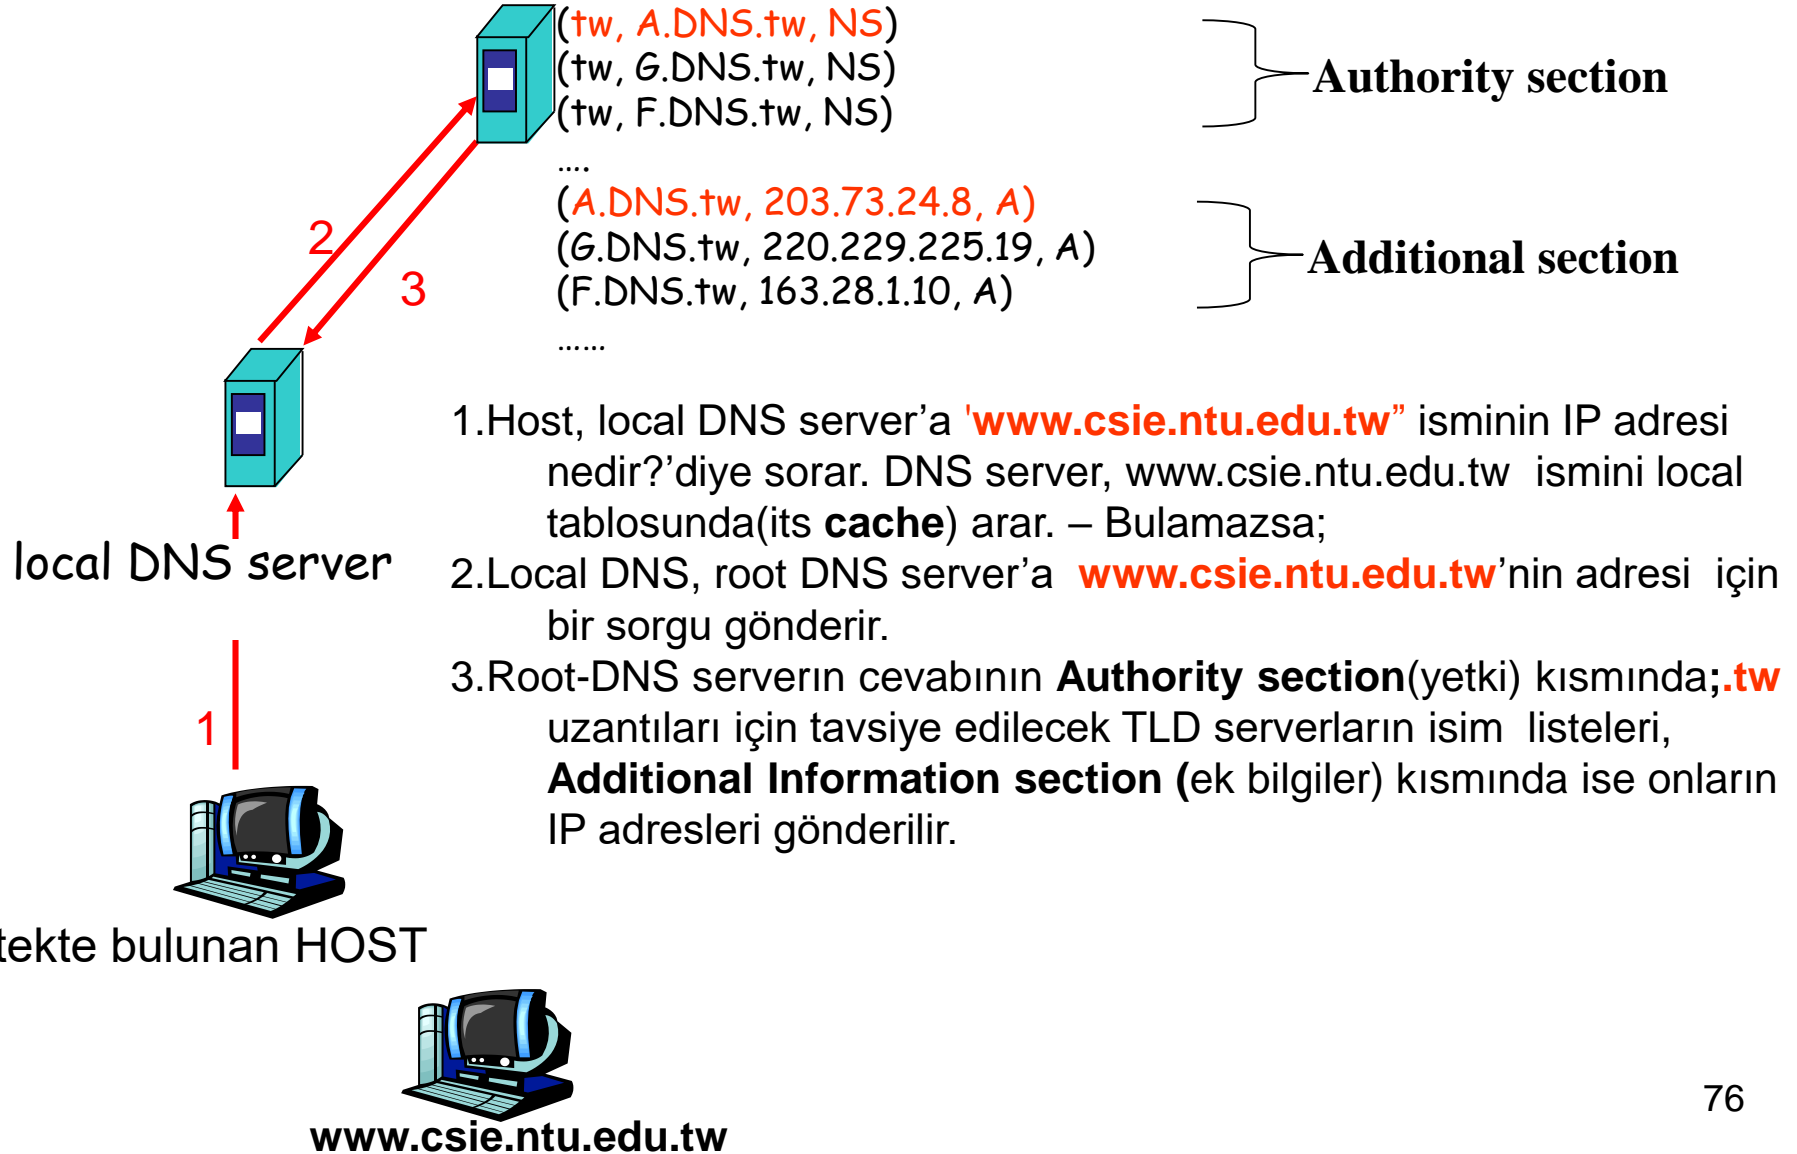 (tw, A.DNS.tw, NS)
(tw, G.DNS.tw, NS)
(tw, F.DNS.tw, NS)
Authority section
....
(A.DNS.tw, 203.73.24.8, A)
(G.DNS.tw, 220.229.225.19, A)
(F.DNS.tw, 163.28.1.10, A)
Additional section
......
2
3
1.Host, local DNS server’a 'www.csie.ntu.edu.tw” isminin IP adresi
nedir?’diye sorar. DNS server, www.csie.ntu.edu.tw ismini local
tablosunda(its cache) arar. – Bulamazsa;
2.Local DNS, root DNS server’a www.csie.ntu.edu.tw’nin adresi için
bir sorgu gönderir.
3.Root-DNS serverın cevabının Authority section(yetki) kısmında;.tw
uzantıları için tavsiye edilecek TLD serverların isim listeleri,
Additional Information section (ek bilgiler) kısmında ise onların
IP adresleri gönderilir.
local DNS server
1
tekte bulunan HOST
www.csie.ntu.edu.tw
76